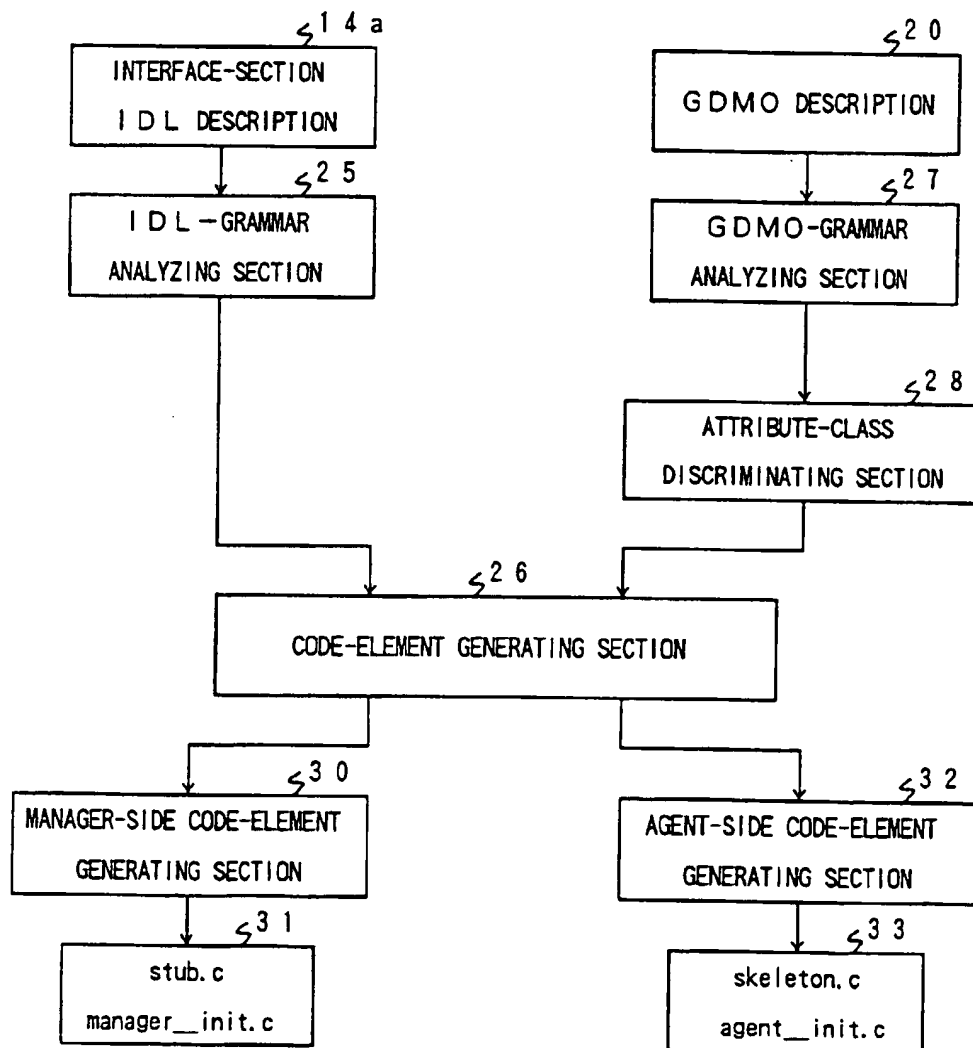 14a
INTERFACE-SECTION
IDL DESCRIPTION
20
GDMO DESCRIPTION
25
IDL-GRAMMAR
ANALYZING SECTION
27
GDMO-GRAMMAR
ANALYZING SECTION
28
ATTRIBUTE-CLASS
DISCRIMINATING SECTION
26
CODE-ELEMENT GENERATING SECTION
30
MANAGER-SIDE CODE-ELEMENT
GENERATING SECTION
32
AGENT-SIDE CODE-ELEMENT
GENERATING SECTION
31
stub.c
manager__init.c
33
skeleton.c
agent__init.c